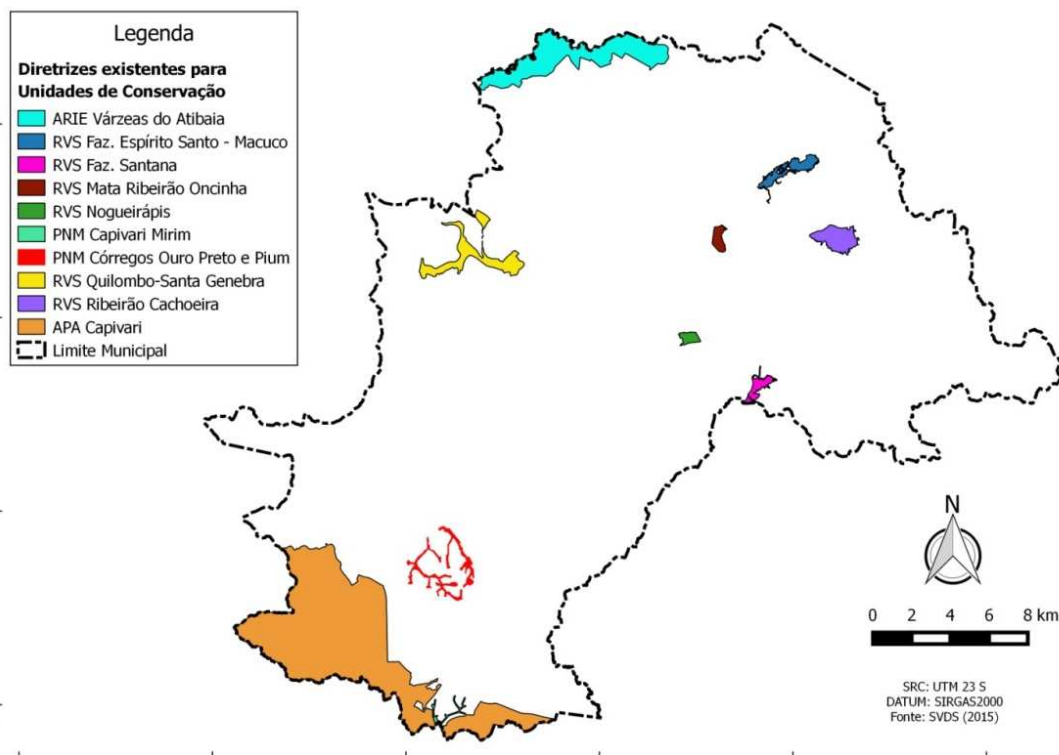 Legenda
Diretrizes existentes para
Unidades de Conservação
ARIE Várzeas do Atibaia
RVS Faz. Espírito Santo - Macuco
RVS Faz. Santana
RVS Mata Ribeirão Oncinha
RVS Nogueirápis
PNM Capivari Mirim
PNM Córregos Ouro Preto e Pium
RVS Quilombo-Santa Genebra
RVS Ribeirão Cachoeira
APA Capivari
Limite Municipal
N
0 2 4 6 8 km
SRC: UTM 23 S
DATUM: SIRGAS2000
Fonte: SVDS (2015)